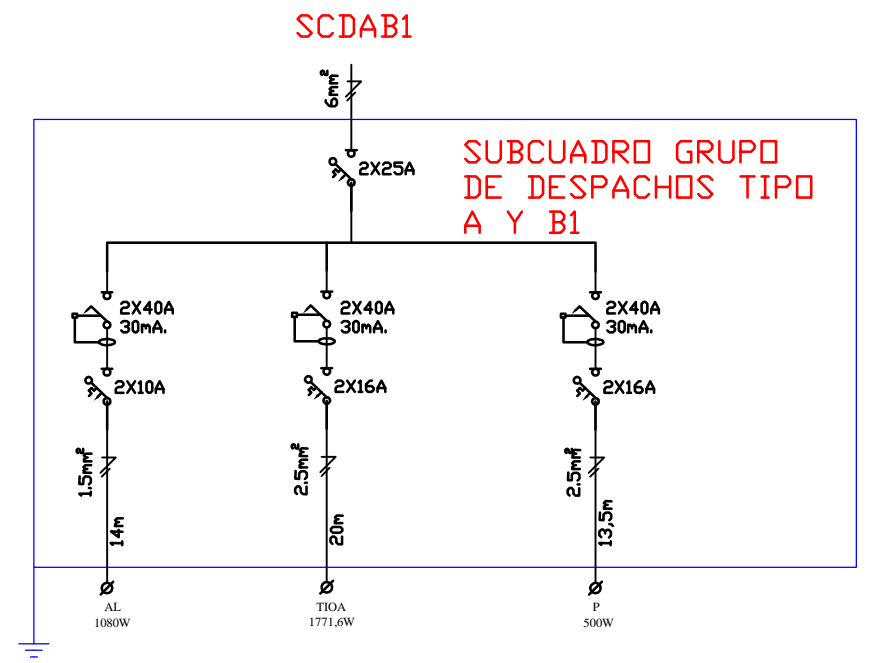 SCDAB1
6mm²
2X25A
SUBCUADRO GRUPO
DE DESPACHOS TIPO
A Y B1
2X40A
30mA.
2X40A
30mA.
2X40A
30mA.
2X10A
2X16A
2X16A
1.5mm²
2.5mm²
2.5mm²
14m
20m
13,5m
AL
1080W
TIOA
1771,6W
P
500W